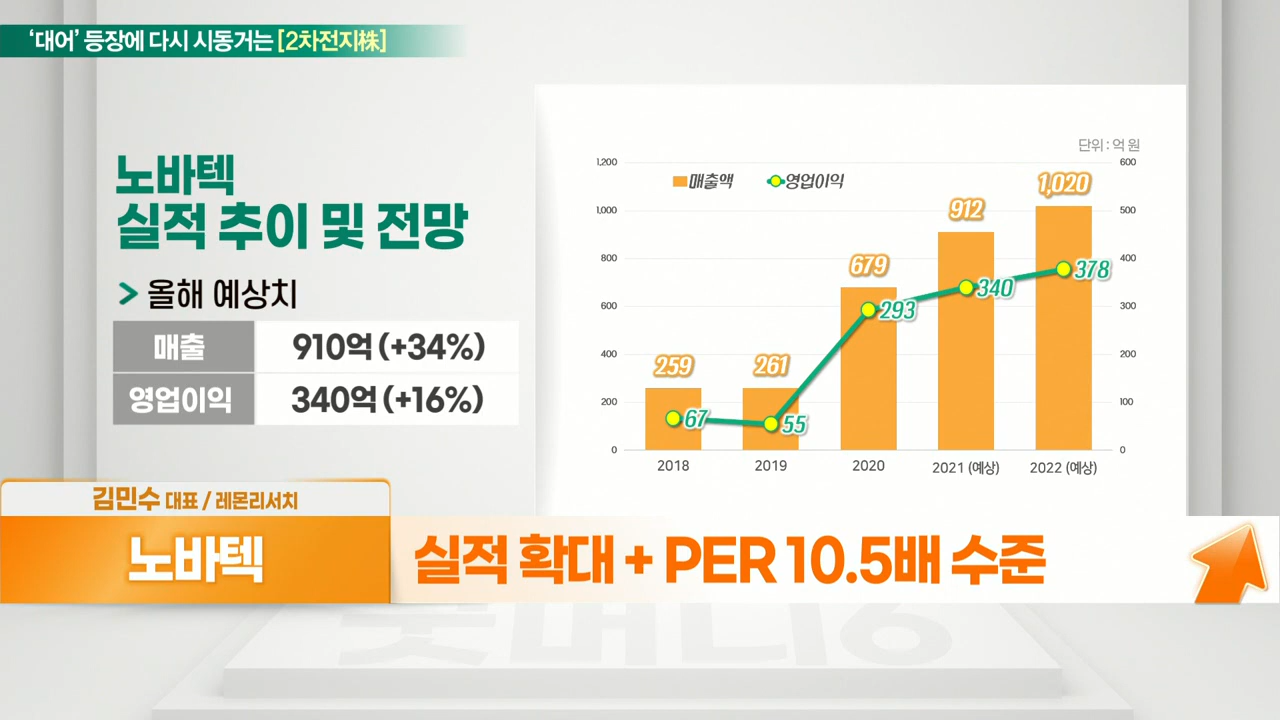 ‘대어’ 등장에 다시 시동거는 [2차전지株]
노바텍
실적 추이 및 전망
> 올해 예상치
매출 910억 (+34%)
영업이익 340억 (+16%)
단위 : 억 원
매출액 영업이익
1,200
1,000
800
600
400
200
0
600
500
400
300
200
100
0
259
261
679
912
1,020
67
55
293
340
378
2018 2019 2020 2021 (예상) 2022 (예상)
김민수 대표 / 레몬리서치
노바텍
실적 확대 + PER 10.5배 수준
굿머니6